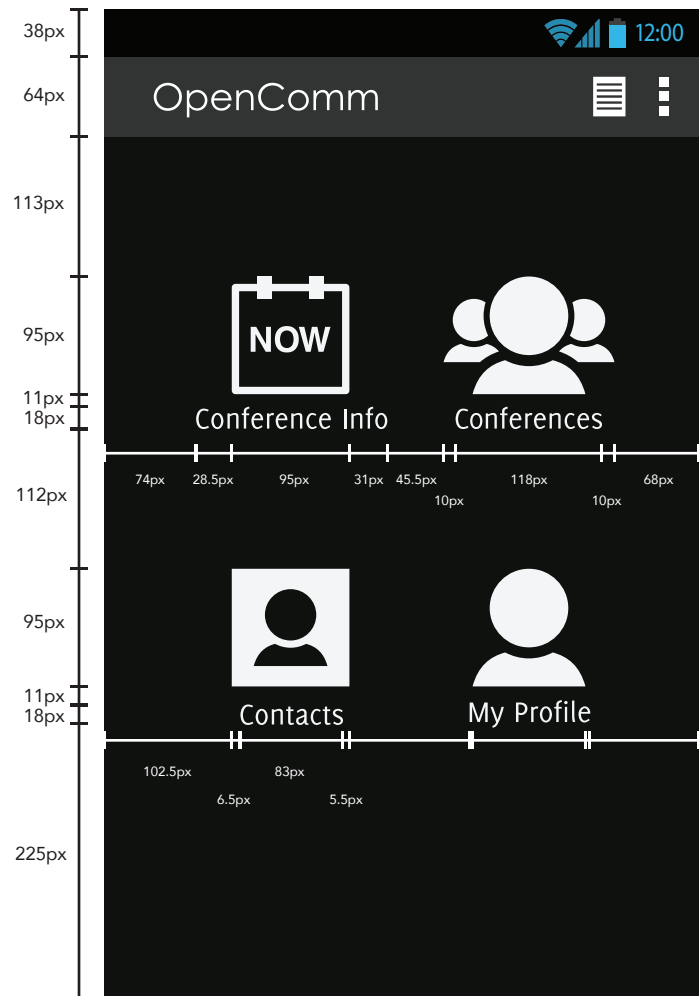 38px
12:00
64px
OpenComm
113px
95px
NOW
11px
18px
Conference Info
Conferences
74px
28.5px
95px
31px
45.5px
118px
68px
112px
10px
10px
95px
11px
18px
Contacts
My Profile
102.5px
83px
6.5px
5.5px
225px